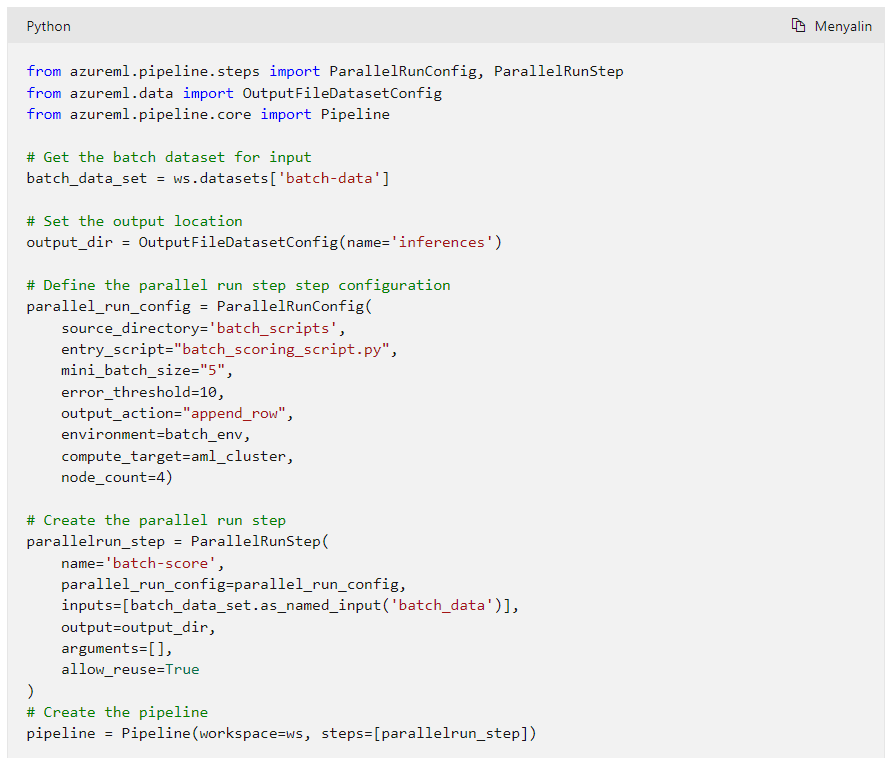 Python
Menyalin
from azureml.pipeline.steps import ParallelRunConfig, ParallelRunStep
from azureml.data import OutputFileDatasetConfig
from azureml.pipeline.core import Pipeline

# Get the batch dataset for input
batch_data_set = ws.datasets['batch-data']

# Set the output location
output_dir = OutputFileDatasetConfig(name='inferences')

# Define the parallel run step step configuration
parallel_run_config = ParallelRunConfig(
    source_directory='batch_scripts',
    entry_script="batch_scoring_script.py",
    mini_batch_size="5",
    error_threshold=10,
    output_action="append_row",
    environment=batch_env,
    compute_target=aml_cluster,
    node_count=4)

# Create the parallel run step
parallelrun_step = ParallelRunStep(
    name='batch-score',
    parallel_run_config=parallel_run_config,
    inputs=[batch_data_set.as_named_input('batch_data')],
    output=output_dir,
    arguments=[],
    allow_reuse=True
)
# Create the pipeline
pipeline = Pipeline(workspace=ws, steps=[parallelrun_step])